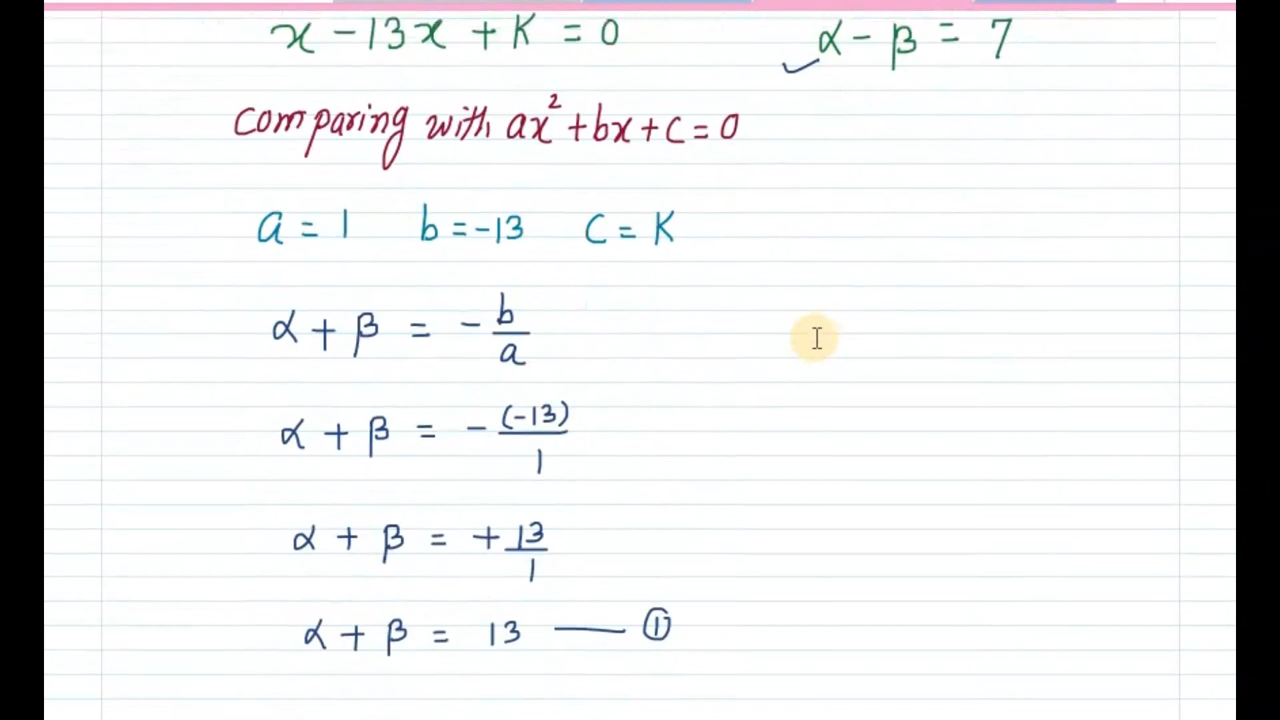 x - 13x + K = 0 α - β = 7
Comparing with ax² + bx + c = 0
a = 1 b = -13 C = K
α + β = - b/a
α + β = - (-13)/1
α + β = + 13/1
α + β = 13 —— ①